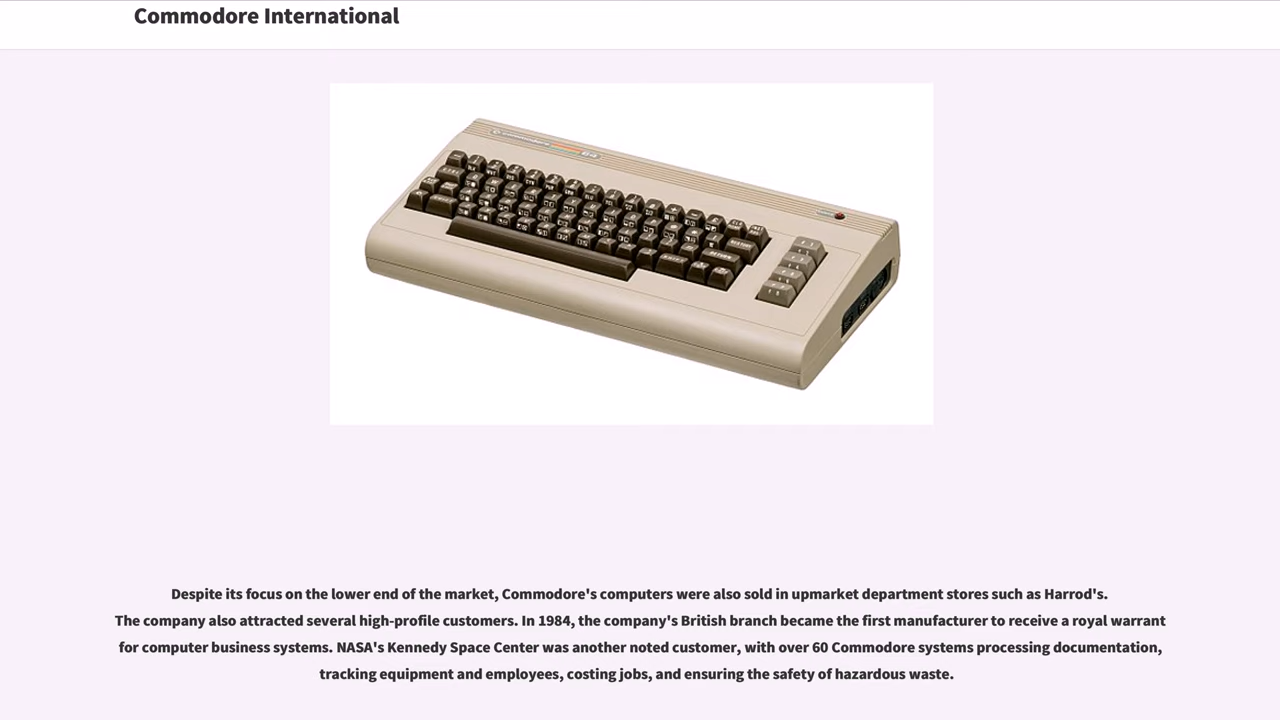 Commodore International
Despite its focus on the lower end of the market, Commodore's computers were also sold in upmarket department stores such as Harrod's.
The company also attracted several high-profile customers. In 1984, the company's British branch became the first manufacturer to receive a royal warrant
for computer business systems. NASA's Kennedy Space Center was another noted customer, with over 60 Commodore systems processing documentation,
tracking equipment and employees, costing jobs, and ensuring the safety of hazardous waste.